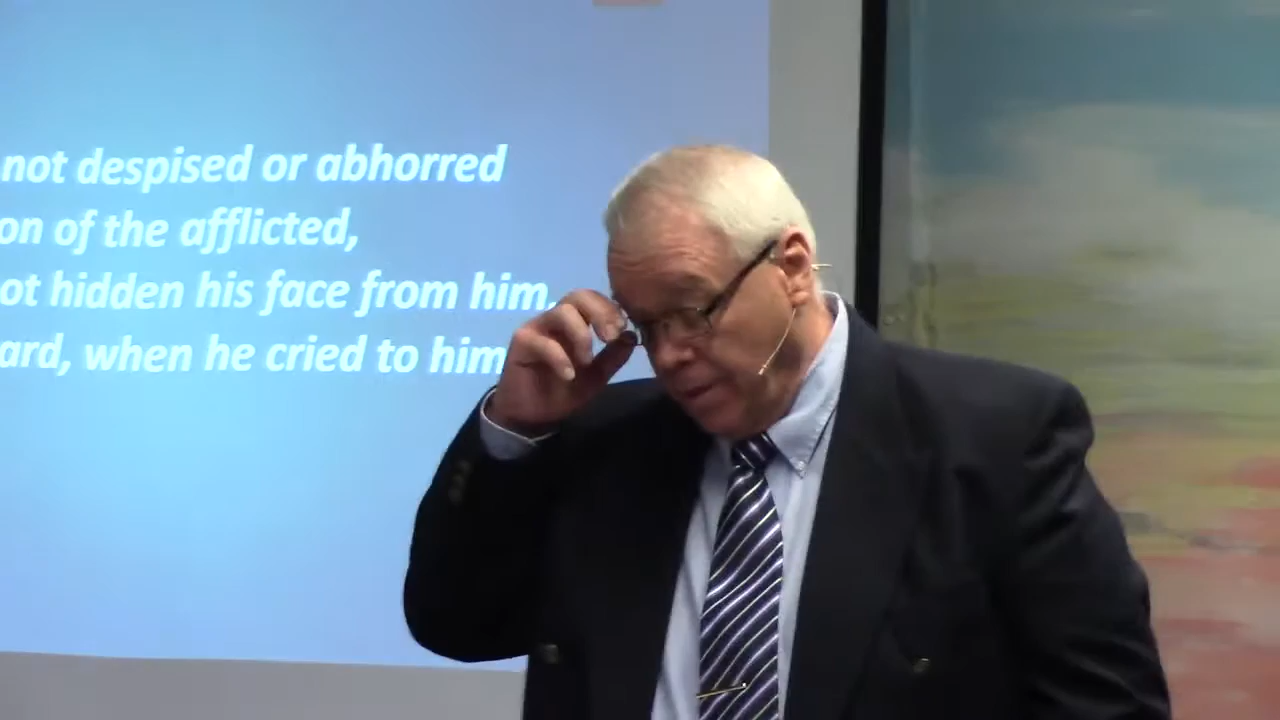 not despised or abhorred
on of the afflicted,
ot hidden his face from him,
ard, when he cried to him